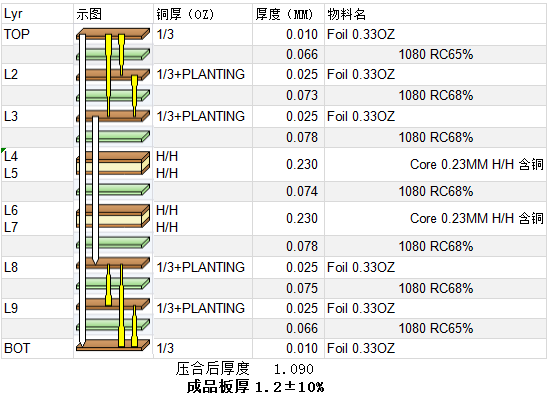 Lyr 示图 铜厚（OZ） 厚度（MM） 物料名
TOP 1/3 0.010 Foil 0.33OZ
0.066 1080 RC65%
L2 1/3+PLANTING 0.025 Foil 0.33OZ
0.073 1080 RC68%
L3 1/3+PLANTING 0.025 Foil 0.33OZ
0.078 1080 RC68%
L4 H/H
0.230 Core 0.23MM H/H 含铜
L5 H/H
0.074 1080 RC68%
L6 H/H
0.230 Core 0.23MM H/H 含铜
L7 H/H
0.078 1080 RC68%
L8 1/3+PLANTING 0.025 Foil 0.33OZ
0.075 1080 RC68%
L9 1/3+PLANTING 0.025 Foil 0.33OZ
0.066 1080 RC65%
BOT 1/3 0.010 Foil 0.33OZ
压合后厚度 1.090
成品板厚1.2±10%